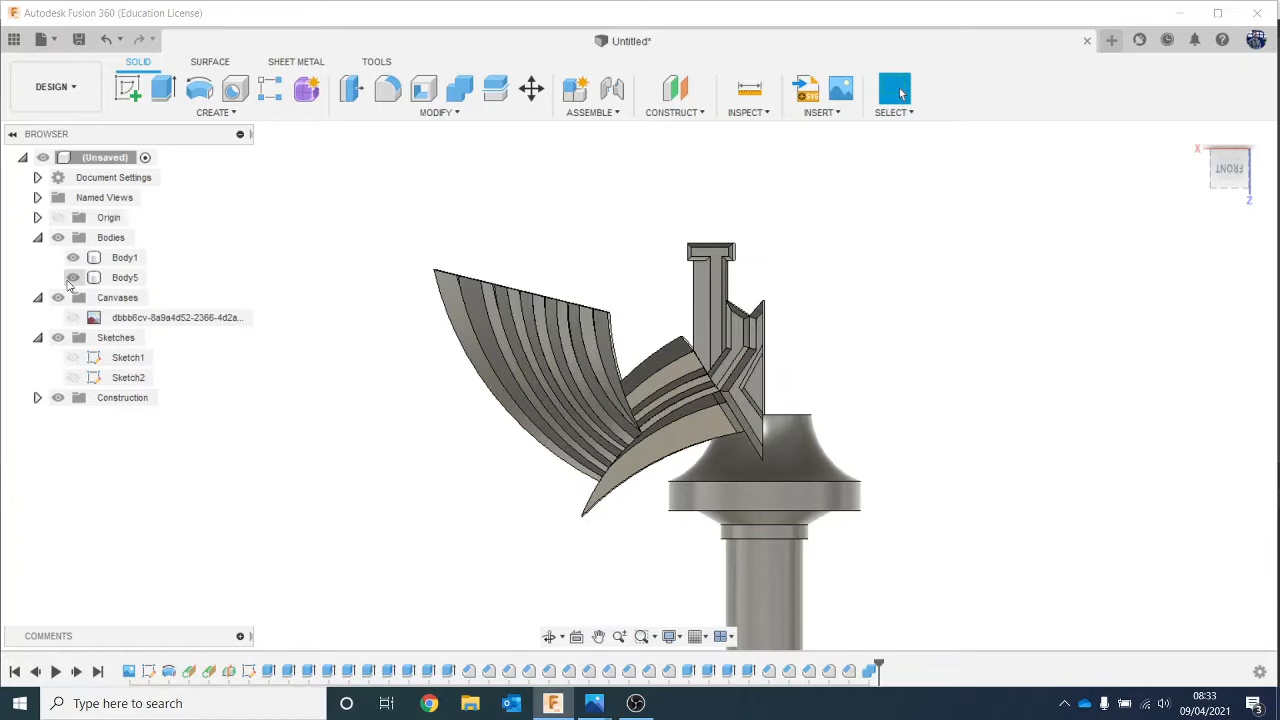 Autodesk Fusion 360 (Education License)
Untitled*
SOLID
SURFACE
SHEET METAL
TOOLS
DESIGN
CREATE
MODIFY
ASSEMBLE
CONSTRUCT
INSPECT
INSERT
SELECT
BROWSER
(Unsaved)
Document Settings
Named Views
Origin
Bodies
Body1
Body5
Canvases
dbbb6cv-8a9a4d52-2366-4d2a...
Sketches
Sketch1
Sketch2
Construction
X
FRONT
Z
COMMENTS
Type here to search
08:33
09/04/2021
3